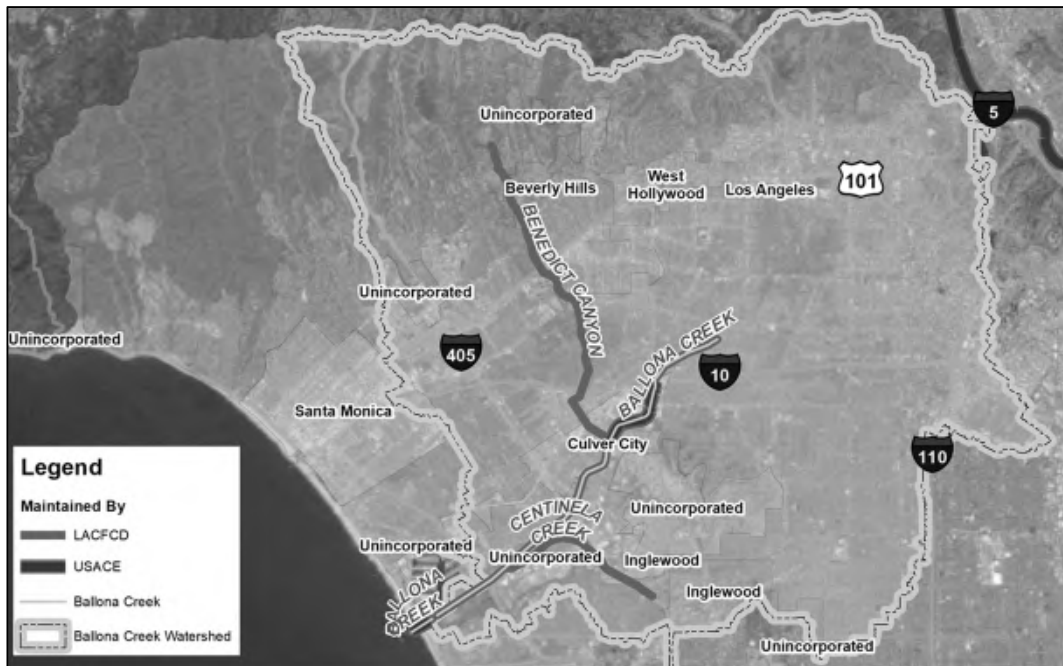 Unincorporated
5
Beverly Hills
West
Hollywood
Los Angeles
101
BENEDICT CANYON
Unincorporated
Unincorporated
405
BALLONA CREEK
10
Santa Monica
Culver City
110
CENTINELA
CREEK
Unincorporated
Unincorporated
Unincorporated
Inglewood
BALLONA
CREEK
Inglewood
Unincorporated
Legend
Maintained By
LACFCD
USACE
Ballona Creek
Ballona Creek Watershed